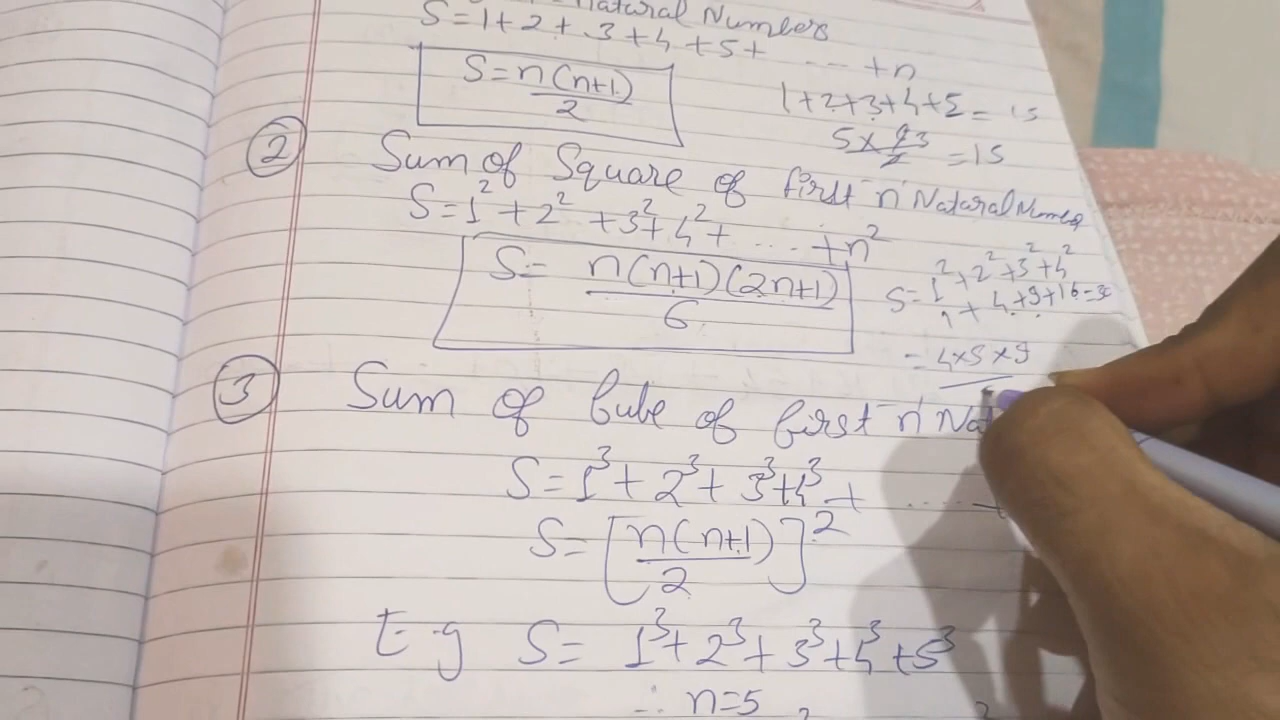 Natural Numbers
S=1+2+3+4+5+ ... +n
S=n(n+1)/2
1+2+3+4+5=15
5×6 3/2 =15
② Sum of Square of first 'n' Natural Numes
S=1²+2²+3²+4²+ ... +n²
S= n(n+1)(2n+1)/6
S=1²+2²+3²+4²
1+4+9+16=30
= 4×5×9
③ Sum of Cube of first 'n' Nat
S=1³+2³+3³+4³+ ...... +
S=[n(n+1)/2]²
E.g S= 1³+2³+3³+4³+5³
∴ n=5